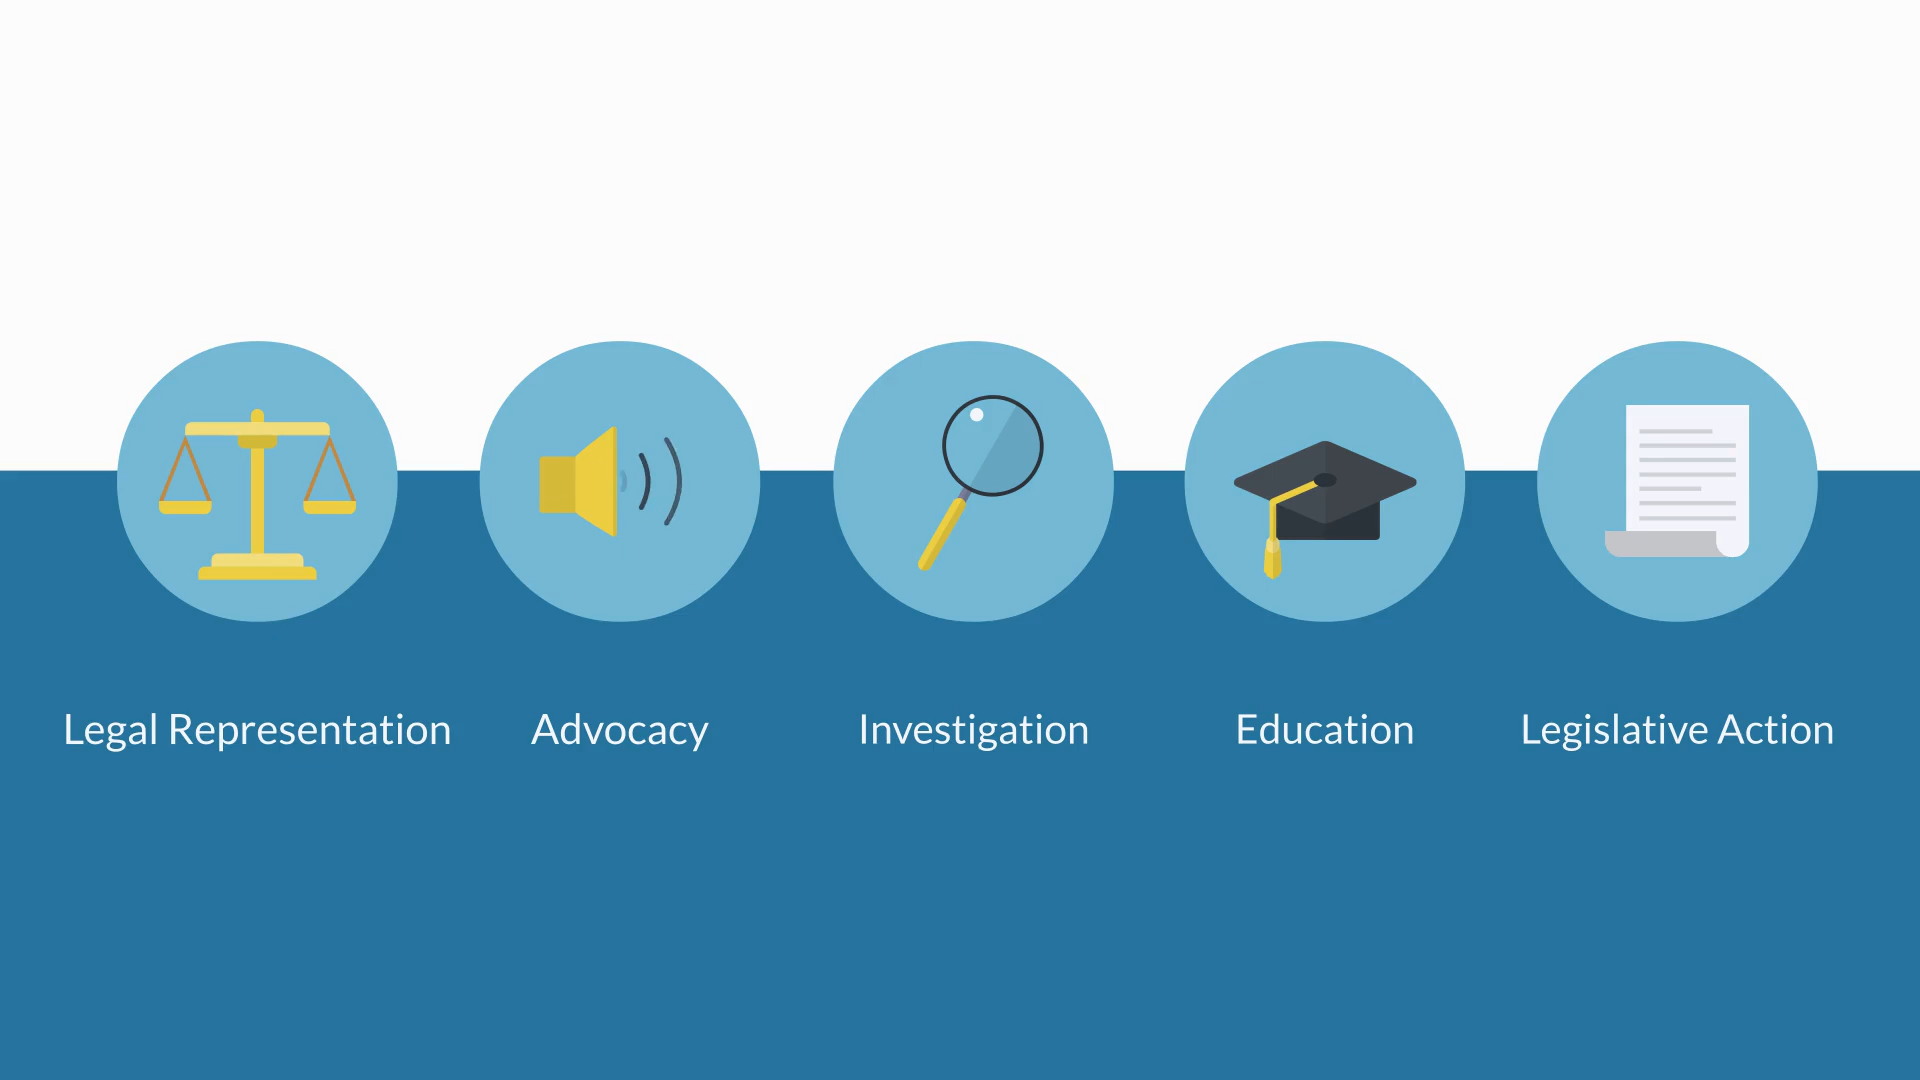 Legal Representation
Advocacy
Investigation
Education
Legislative Action